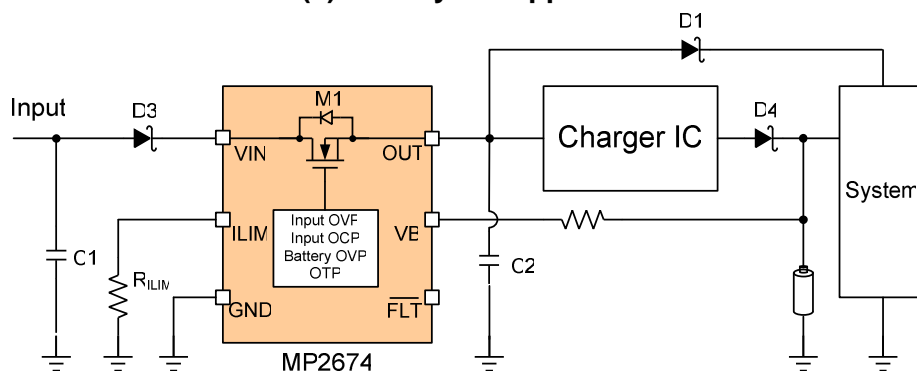 D1
Input
D3
M1
D4
VIN
OUT
Charger IC
System
ILIM
Input OVP
Input OCP
Battery OVP
OTP
VB
C1
RILIM
C2
GND
FLT
MP2674